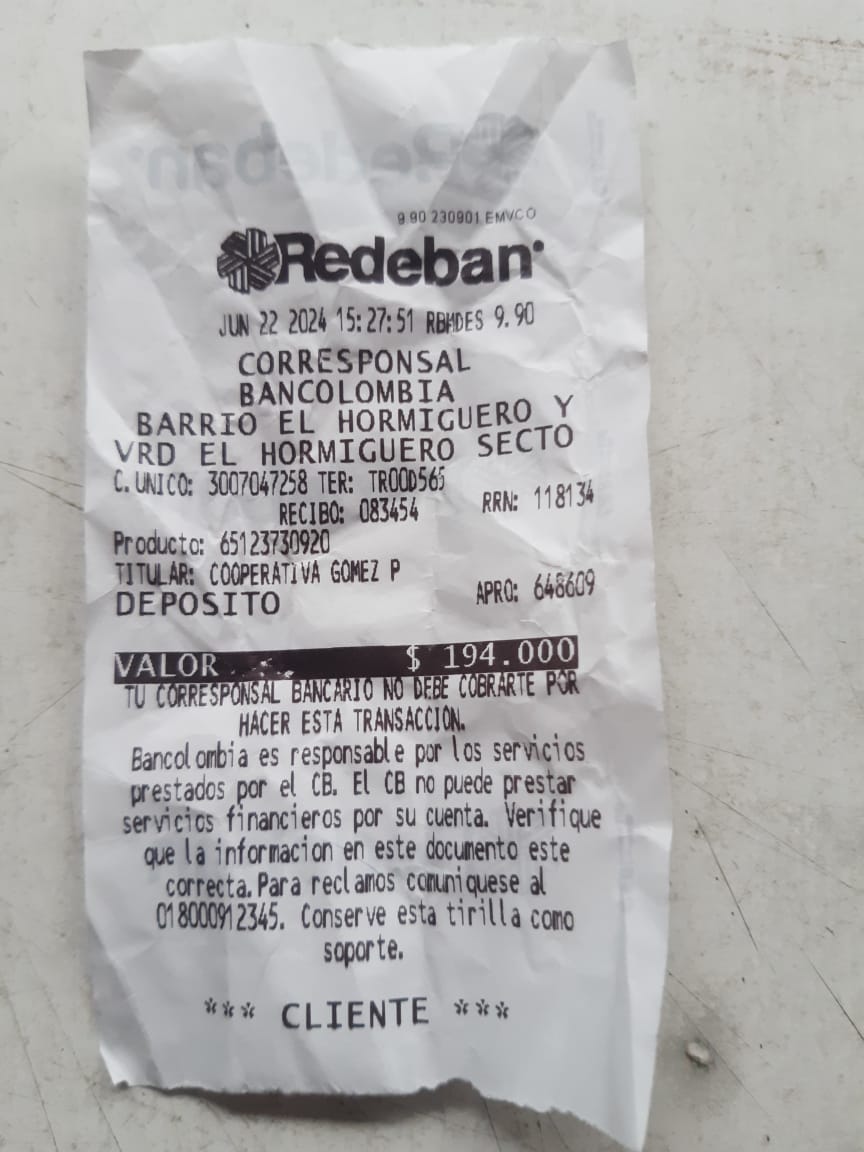 9.90 230901 EMVCO
Redeban
JUN 22 2024 15:27:51 RBMDES 9.90
CORRESPONSAL
BANCOLOMBIA
BARRIO EL HORMIGUERO Y
VRD EL HORMIGUERO SECTO
C. UNICO: 3007047258 TER: TR00D565
RECIBO: 083454 RRN: 118134
Producto: 65123730920
TITULAR: COOPERATIVA GOMEZ P
DEPOSITO APRO: 648609
VALOR $ 194.000
TU CORRESPONSAL BANCARIO NO DEBE COBRARTE POR
HACER ESTA TRANSACCION.
Bancolombia es responsable por los servicios
prestados por el CB. El CB no puede prestar
servicios financieros por su cuenta. Verifique
que la informacion en este documento este
correcta. Para reclamos comuniquese al
018000912345. Conserve esta tirilla como
soporte.
*** CLIENTE ***